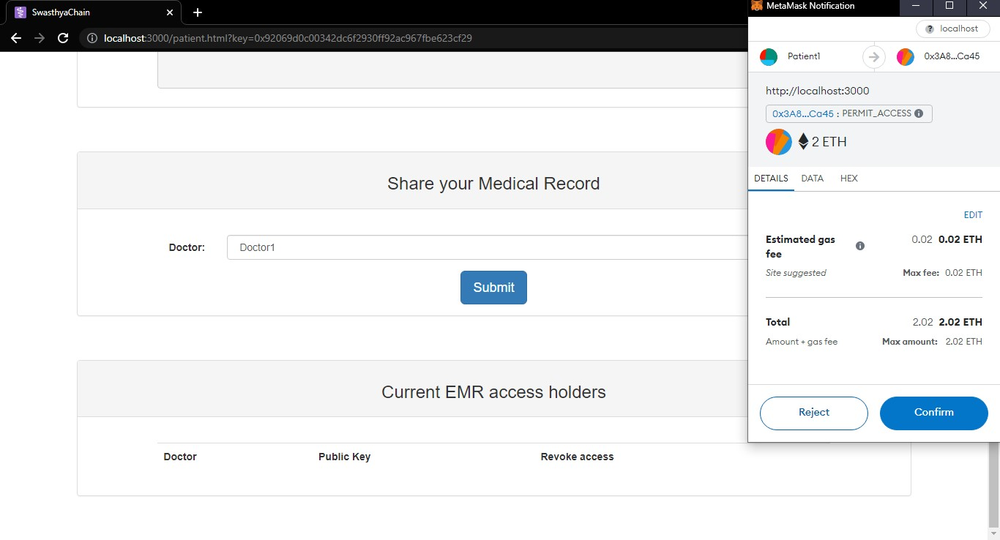 SwasthyaChain
localhost:3000/patient.html?key=0x92069d0c00342dc6f2930ff92ac967fbe623cf29
Share your Medical Record
Doctor:
Doctor1
Submit
Current EMR access holders
Doctor Public Key Revoke access
MetaMask Notification
localhost
Patient1 0x3A8...Ca45
http://localhost:3000
0x3A8...Ca45 : PERMIT_ACCESS
2 ETH
DETAILS DATA HEX
EDIT
Estimated gas fee 0.02 0.02 ETH
Site suggested Max fee: 0.02 ETH
Total 2.02 2.02 ETH
Amount + gas fee Max amount: 2.02 ETH
Reject Confirm